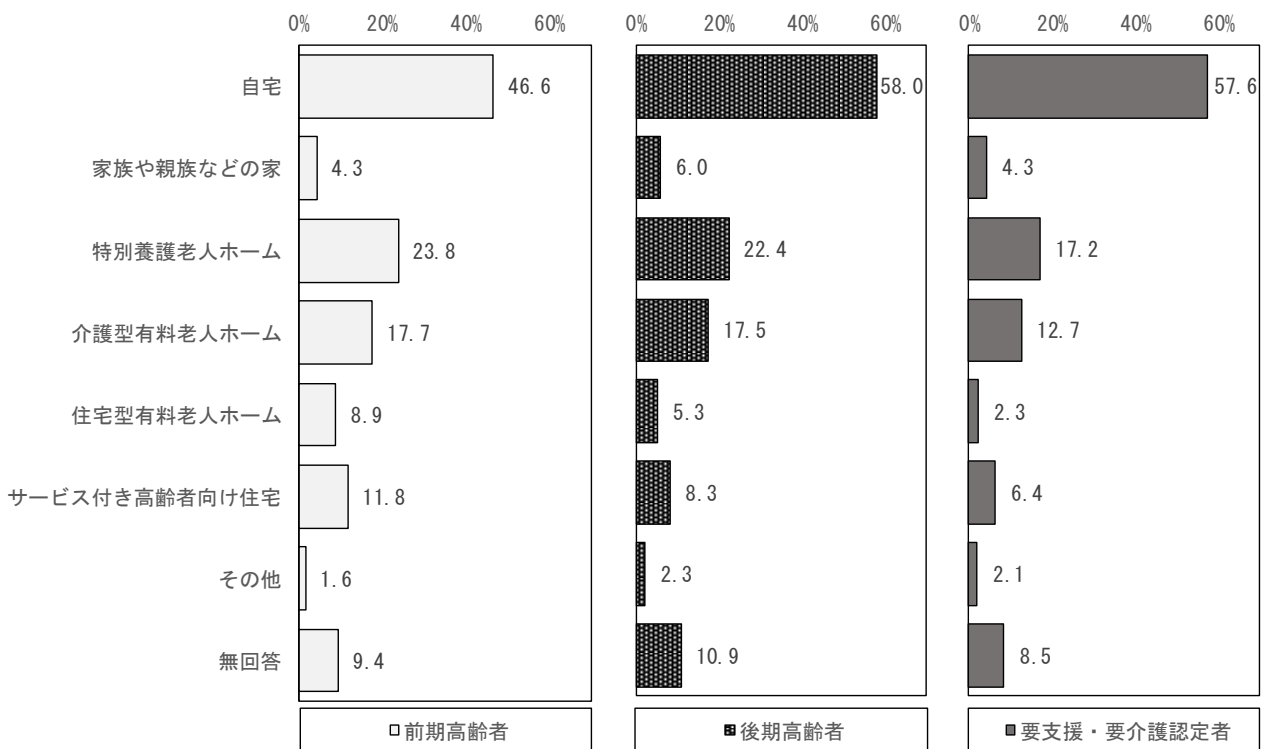 0% 20% 40% 60% 0% 20% 40% 60% 0% 20% 40% 60%
自宅 46.6 58.0 57.6
家族や親族などの家 4.3 6.0 4.3
特別養護老人ホーム 23.8 22.4 17.2
介護型有料老人ホーム 17.7 17.5 12.7
住宅型有料老人ホーム 8.9 5.3 2.3
サービス付き高齢者向け住宅 11.8 8.3 6.4
その他 1.6 2.3 2.1
無回答 9.4 10.9 8.5
前期高齢者 後期高齢者 要支援・要介護認定者